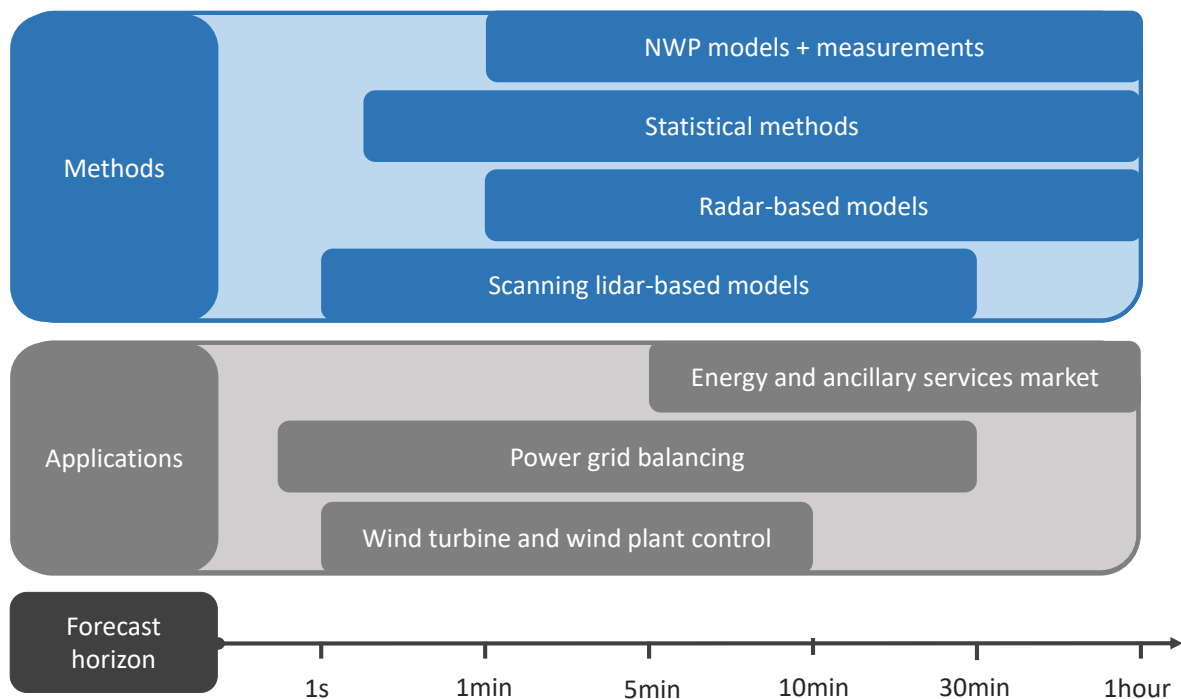 Methods
NWP models + measurements
Statistical methods
Radar-based models
Scanning lidar-based models
Applications
Energy and ancillary services market
Power grid balancing
Wind turbine and wind plant control
Forecast
horizon
1s
1min
5min
10min
30min
1hour